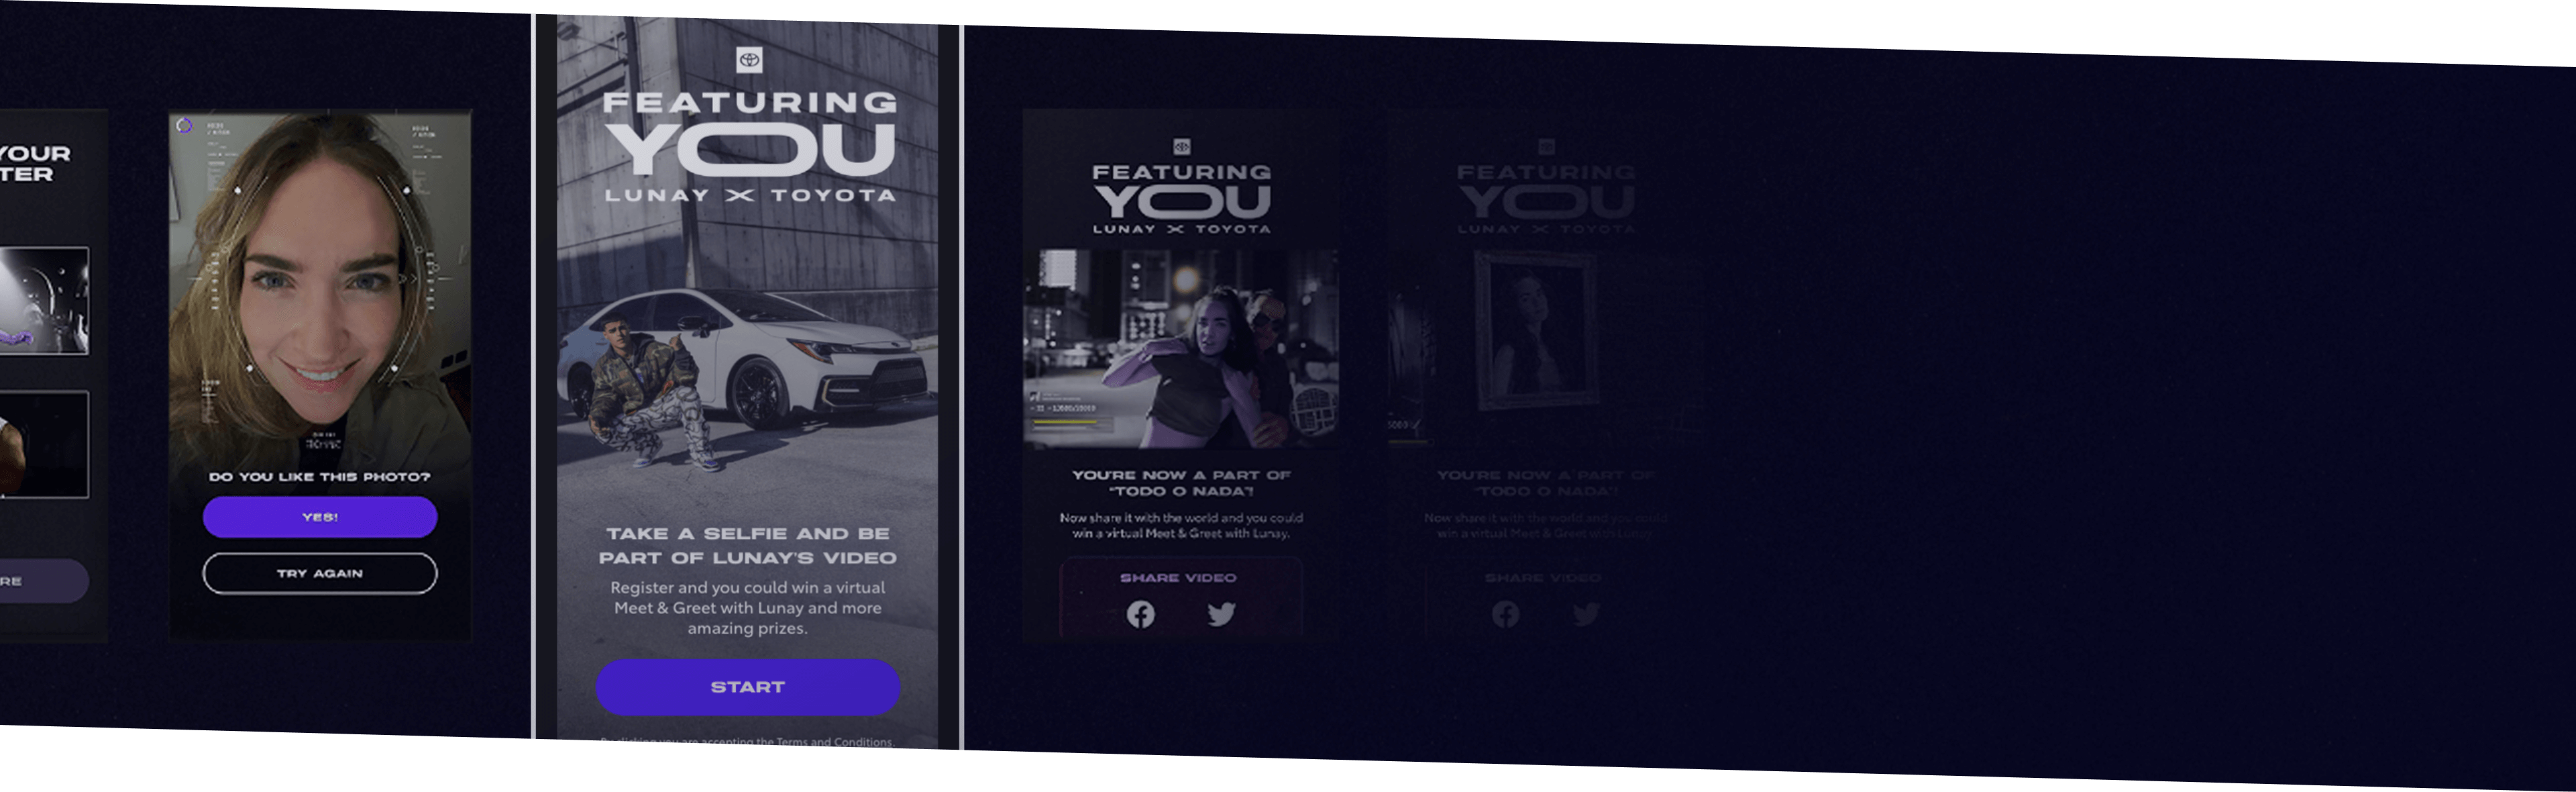 YOUR
TER
RE
DO YOU LIKE THIS PHOTO?
YES!
TRY AGAIN
FEATURING
YOU
LUNAY X TOYOTA
TAKE A SELFIE AND BE
PART OF LUNAY'S VIDEO
Register and you could win a virtual
Meet & Greet with Lunay and more
amazing prizes.
START
By clicking you are accepting the Terms and Conditions.
FEATURING
YOU
LUNAY X TOYOTA
YOU'RE NOW A PART OF
"TODO O NADA"!
Now share it with the world and you could
win a virtual Meet & Greet with Lunay.
SHARE VIDEO
FEATURING
YOU
LUNAY X TOYOTA
YOU'RE NOW A PART OF
"TODO O NADA"!
Now share it with the world and you could
win a virtual Meet & Greet with Lunay.
SHARE VIDEO